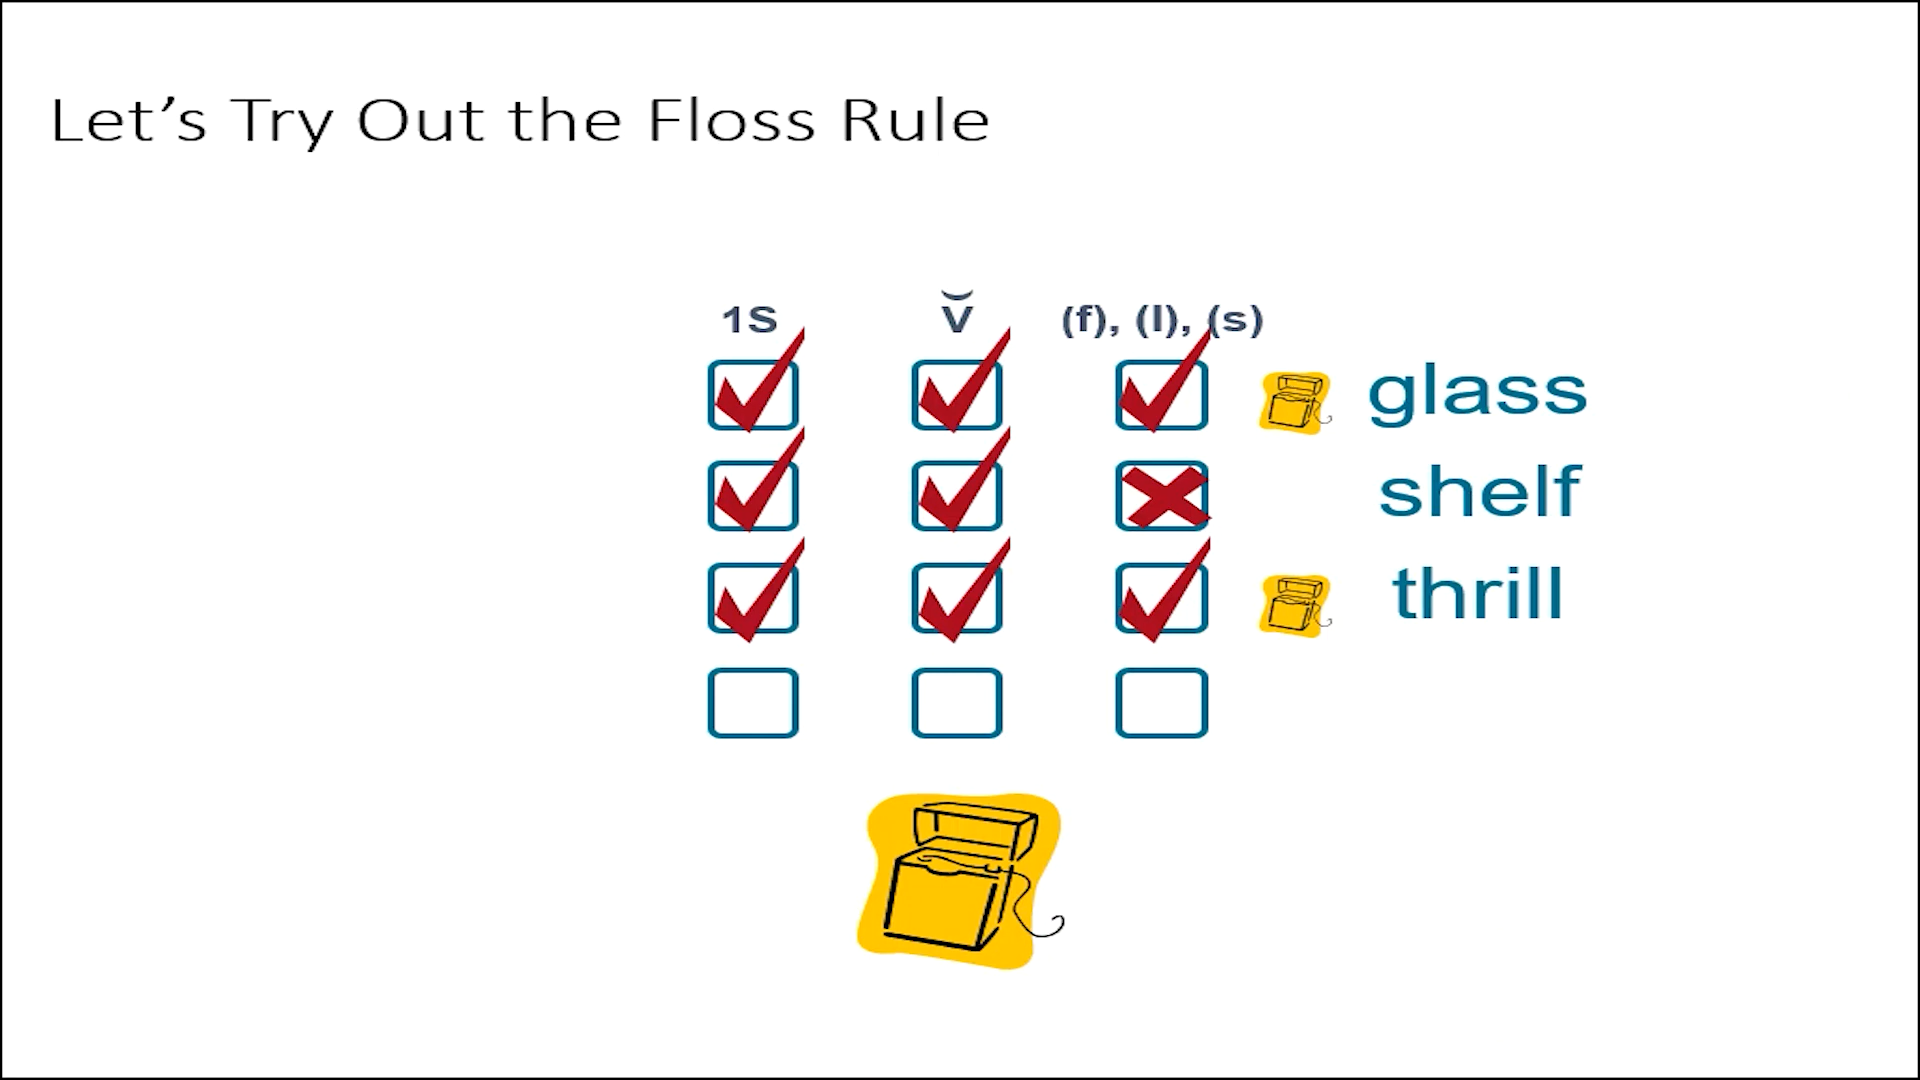 Let’s Try Out the Floss Rule
1S v̆ (f), (l), (s)
glass
shelf
thrill